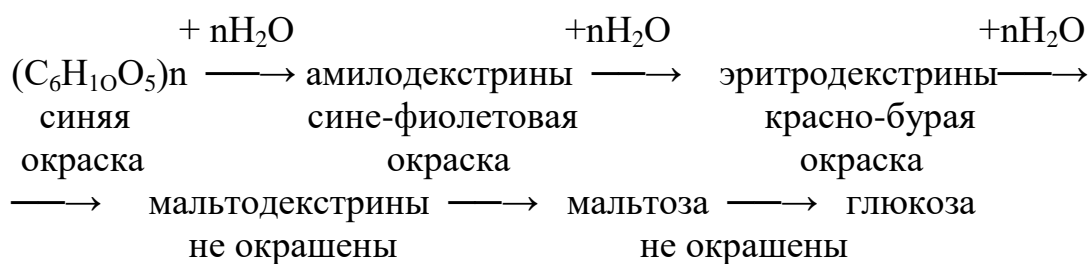 + nH₂O +nH₂O +nH₂O
(C₆H₁₀O₅)n ──→ амилодекстрины ──→ эритродекстрины──→
синяя сине-фиолетовая красно-бурая
окраска окраска окраска
──→ мальтодекстрины ──→ мальтоза ──→ глюкоза
не окрашены не окрашены